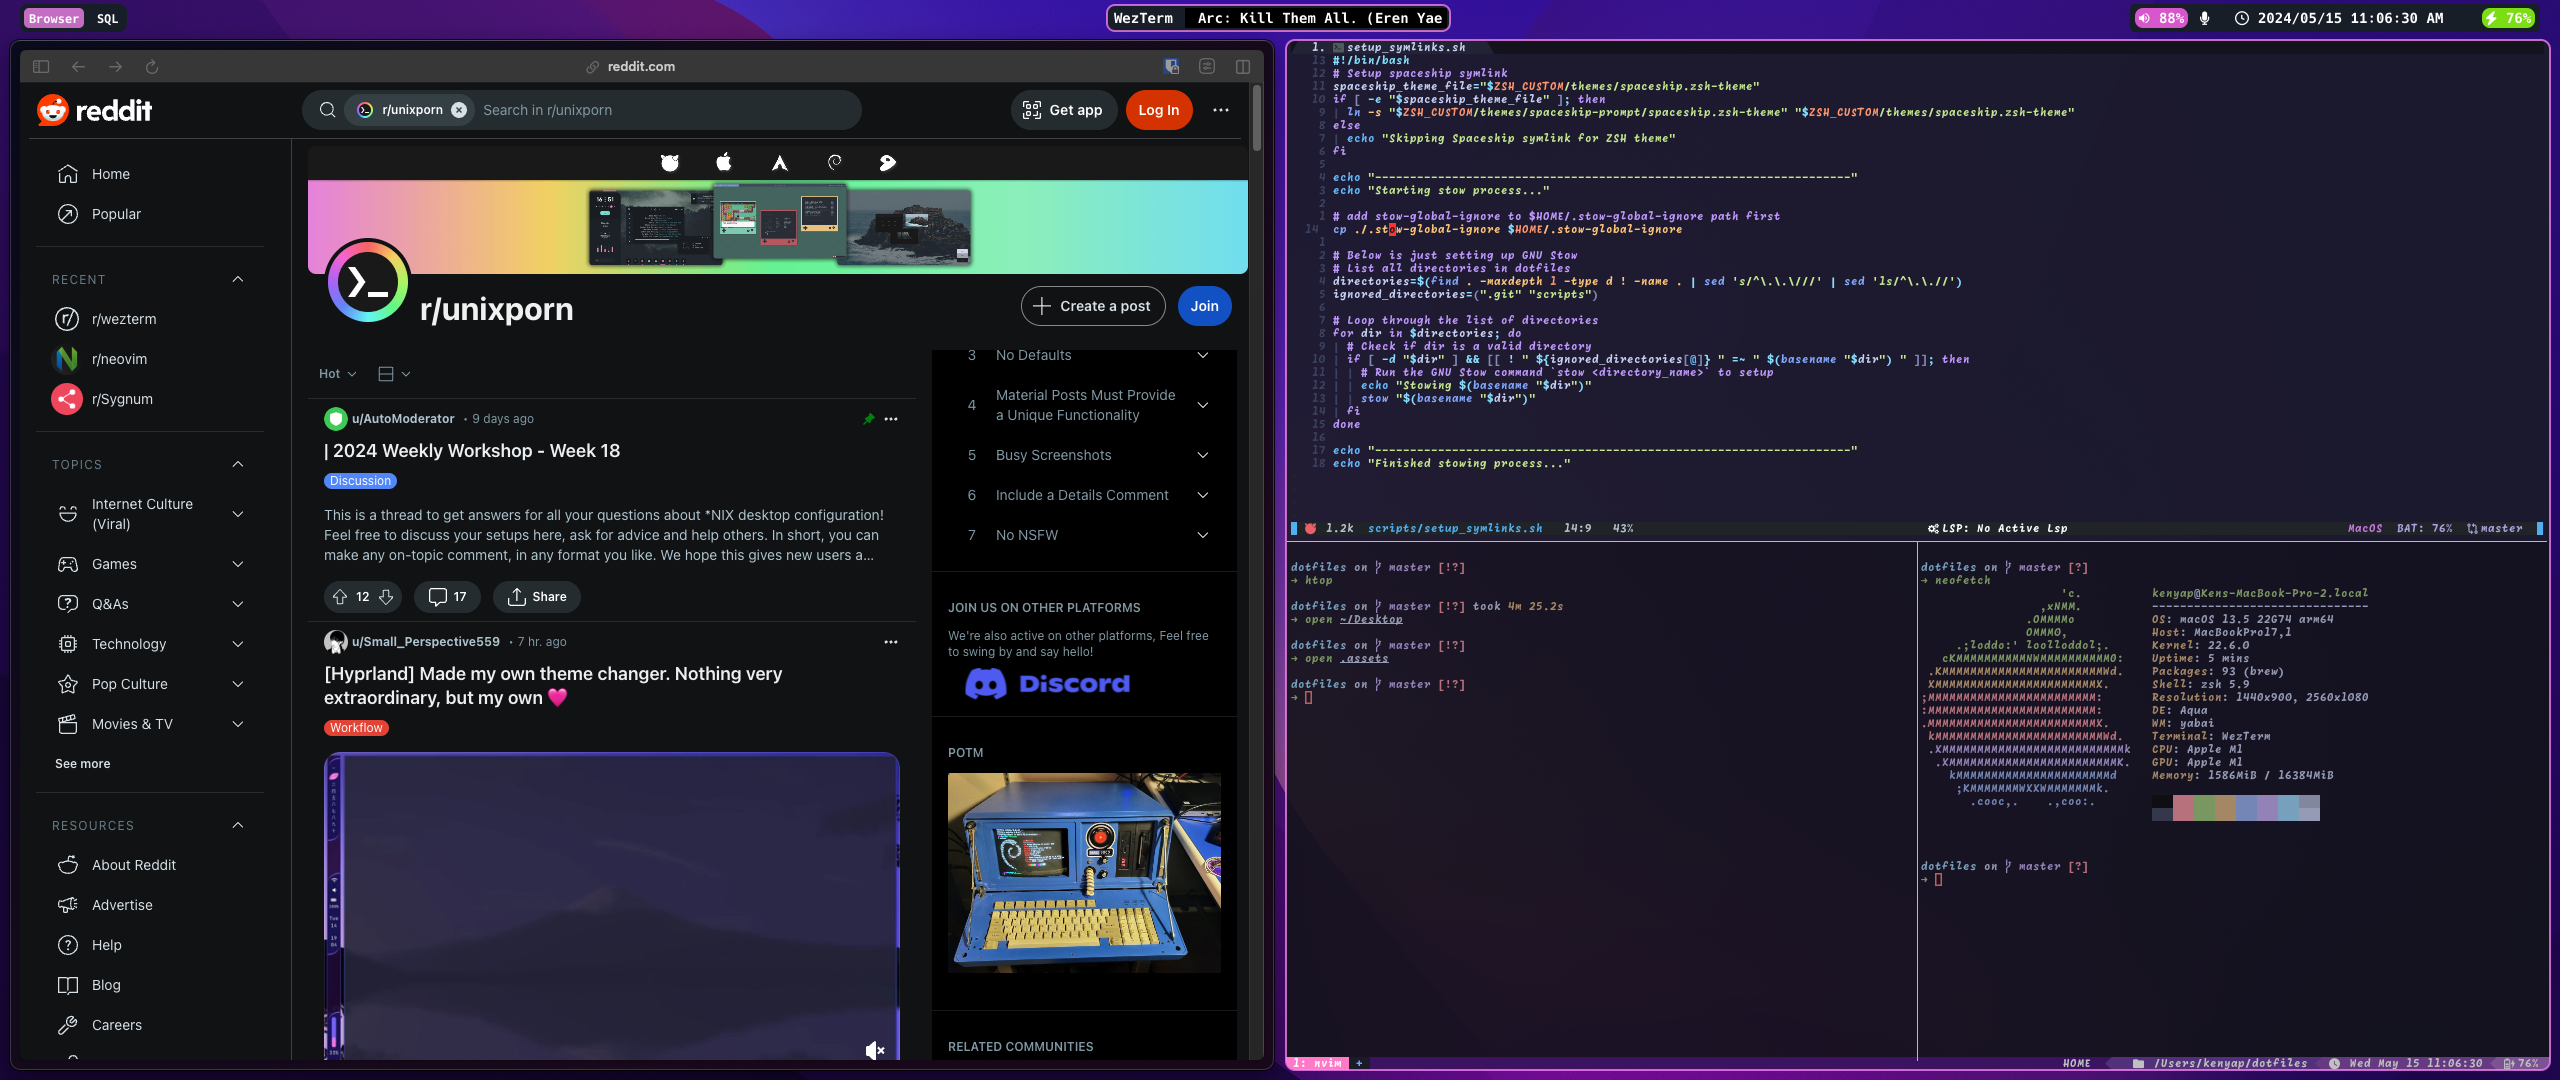 Browser SQL
WezTerm Arc: Kill Them All. (Eren Yae
88% 2024/05/15 11:06:30 AM 76%
reddit.com
reddit
r/unixporn Search in r/unixporn
Get app Log In
Home
Popular
RECENT
r/wezterm
r/neovim
r/Sygnum
TOPICS
Internet Culture
(Viral)
Games
Q&As
Technology
Pop Culture
Movies & TV
See more
RESOURCES
About Reddit
Advertise
Help
Blog
Careers
r/unixporn
Create a post Join
Hot
u/AutoModerator • 9 days ago
| 2024 Weekly Workshop - Week 18
Discussion
This is a thread to get answers for all your questions about *NIX desktop configuration!
Feel free to discuss your setups here, ask for advice and help others. In short, you can
make any on-topic comment, in any format you like. We hope this gives new users a...
12 17 Share
u/Small_Perspective559 • 7 hr. ago
[Hyprland] Made my own theme changer. Nothing very
extraordinary, but my own 💗
Workflow
3 No Defaults
4 Material Posts Must Provide
a Unique Functionality
5 Busy Screenshots
6 Include a Details Comment
7 No NSFW
JOIN US ON OTHER PLATFORMS
We're also active on other platforms, Feel free
to swing by and say hello!
Discord
POTM
RELATED COMMUNITIES
1. setup_symlinks.sh
13 #!/bin/bash
12 # Setup spaceship symlink
11 spaceship_theme_file="$ZSH_CUSTOM/themes/spaceship.zsh-theme"
10 if [ -e "$spaceship_theme_file" ]; then
9 | ln -s "$ZSH_CUSTOM/themes/spaceship-prompt/spaceship.zsh-theme" "$ZSH_CUSTOM/themes/spaceship.zsh-theme"
8 else
7 | echo "Skipping Spaceship symlink for ZSH theme"
6 fi
5
4 echo "--------------------------------------------------------------------"
3 echo "Starting stow process..."
2
1 # add stow-global-ignore to $HOME/.stow-global-ignore path first
14 cp ./.stow-global-ignore $HOME/.stow-global-ignore
1
2 # Below is just setting up GNU Stow
3 # List all directories in dotfiles
4 directories=$(find . -maxdepth 1 -type d ! -name . | sed 's/^\.\.\///' | sed 'ls/^\.\.//')
5 ignored_directories=(".git" "scripts")
6
7 # Loop through the list of directories
8 for dir in $directories; do
9 | # Check if dir is a valid directory
10 | if [ -d "$dir" ] && [[ ! " ${ignored_directories[@]} " =~ " $(basename "$dir") " ]]; then
11 | | # Run the GNU Stow command `stow <directory_name>` to setup
12 | | echo "Stowing $(basename "$dir")"
13 | | stow "$(basename "$dir")"
14 | fi
15 done
16
17 echo "--------------------------------------------------------------------"
18 echo "Finished stowing process..."
1.2k scripts/setup_symlinks.sh 14:9 43% LSP: No Active Lsp MacOS BAT: 76% master
dotfiles on master [!?]
→ htop
dotfiles on master [!?] took 4m 25.2s
→ open ~/Desktop
dotfiles on master [!?]
→ open .assets
dotfiles on master [!?]
→
dotfiles on master [?]
→ neofetch
'c.
,xNMM.
.OMMMMo
OMMM0,
.;loddo:' loolloddol;.
cKMMMMMMMMMMNWMMMMMMMMMM0:
.KMMMMMMMMMMMMMMMMMMMMMMMWd.
XMMMMMMMMMMMMMMMMMMMMMMMX.
;MMMMMMMMMMMMMMMMMMMMMMMM:
:MMMMMMMMMMMMMMMMMMMMMMMM:
.MMMMMMMMMMMMMMMMMMMMMMMMX.
kMMMMMMMMMMMMMMMMMMMMMMMMWd.
.XMMMMMMMMMMMMMMMMMMMMMMMMMMk
.XMMMMMMMMMMMMMMMMMMMMMMMMK.
kMMMMMMMMMMMMMMMMMMMMMMd
;KMMMMMMMWXXWMMMMMMMk.
.cooc,. .,coo:.
kenyap@Kens-MacBook-Pro-2.local
-------------------------------
OS: macOS 13.5 22G74 arm64
Host: MacBookPro17,1
Kernel: 22.6.0
Uptime: 5 mins
Packages: 93 (brew)
Shell: zsh 5.9
Resolution: 1440x900, 2560x1080
DE: Aqua
WM: yabai
Terminal: WezTerm
CPU: Apple M1
GPU: Apple M1
Memory: 1586MiB / 16384MiB
dotfiles on master [?]
→
1: nvim + HOME /Users/kenyap/dotfiles Wed May 15 11:06:30 76%